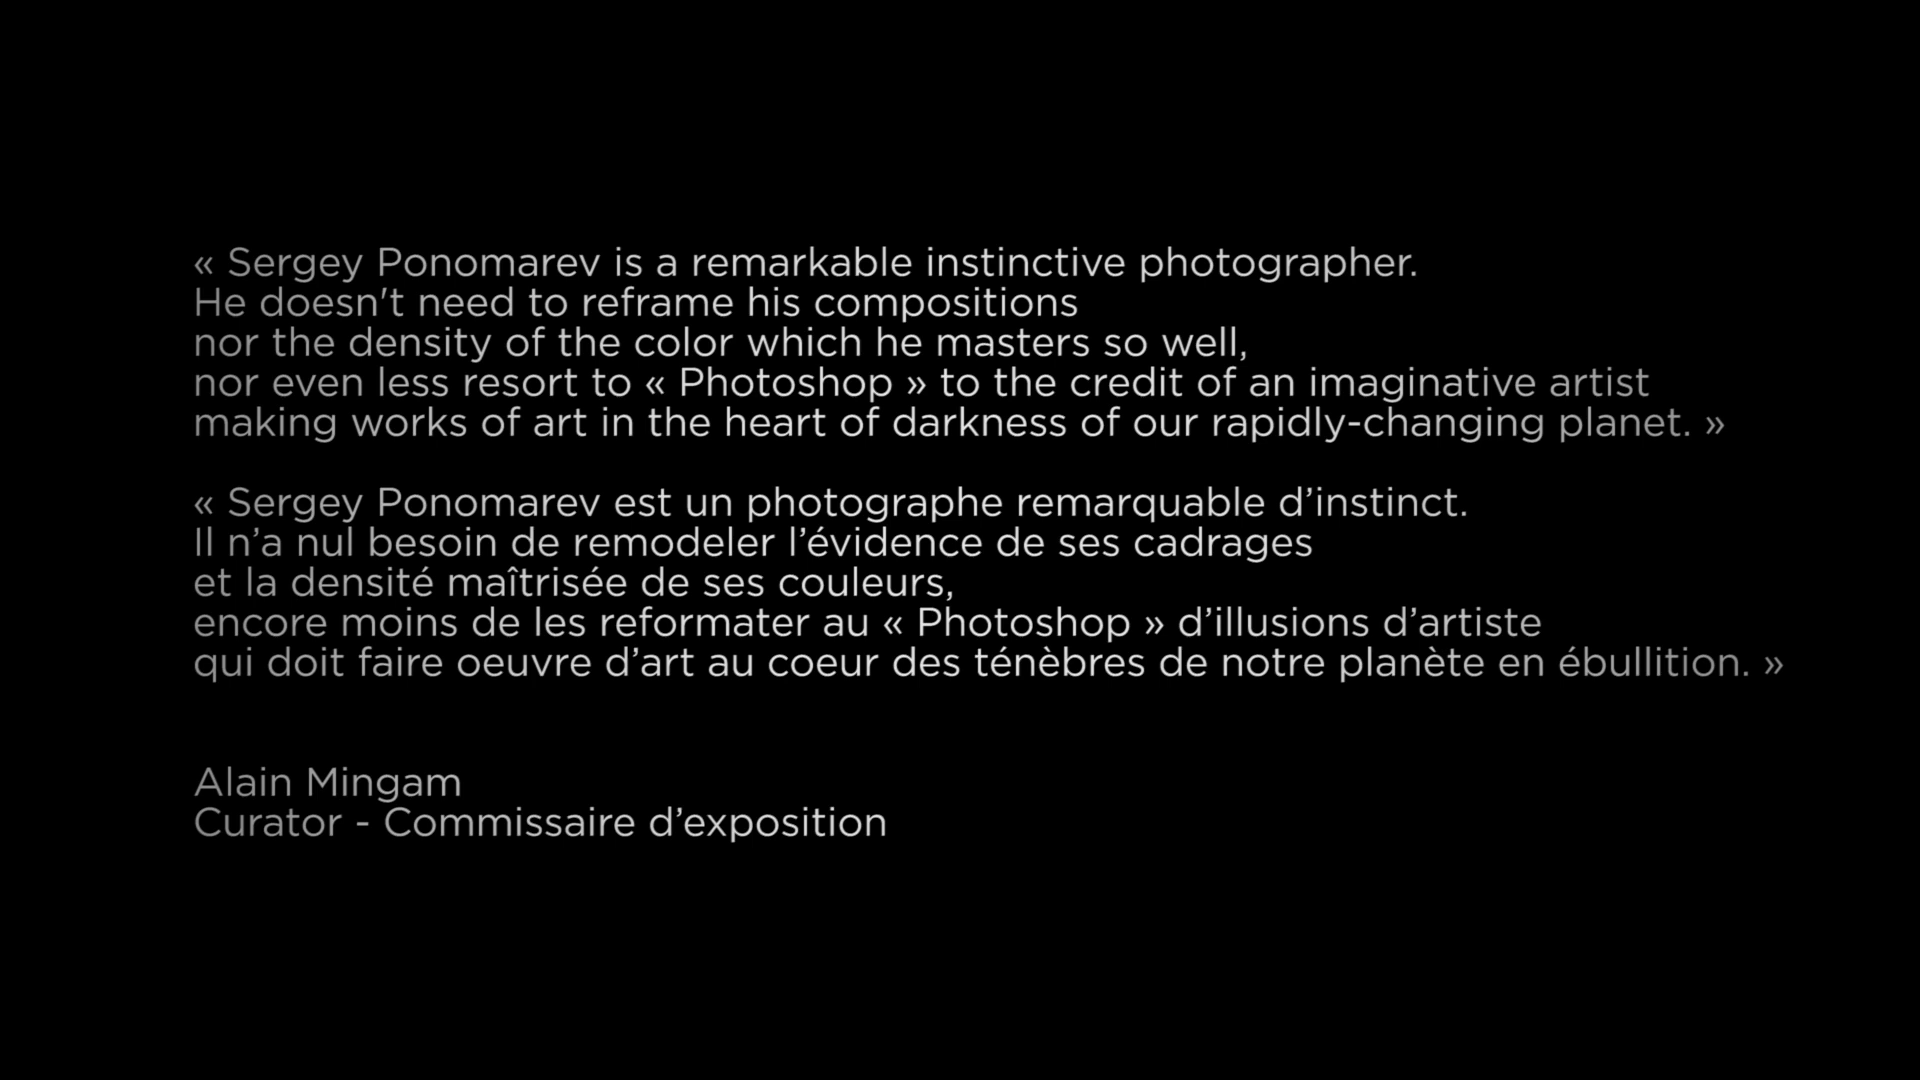 « Sergey Ponomarev is a remarkable instinctive photographer.
He doesn't need to reframe his compositions
nor the density of the color which he masters so well,
nor even less resort to « Photoshop » to the credit of an imaginative artist
making works of art in the heart of darkness of our rapidly-changing planet. »
« Sergey Ponomarev est un photographe remarquable d’instinct.
Il n’a nul besoin de remodeler l’évidence de ses cadrages
et la densité maîtrisée de ses couleurs,
encore moins de les reformater au « Photoshop » d’illusions d’artiste
qui doit faire oeuvre d’art au coeur des ténèbres de notre planète en ébullition. »
Alain Mingam
Curator - Commissaire d’exposition